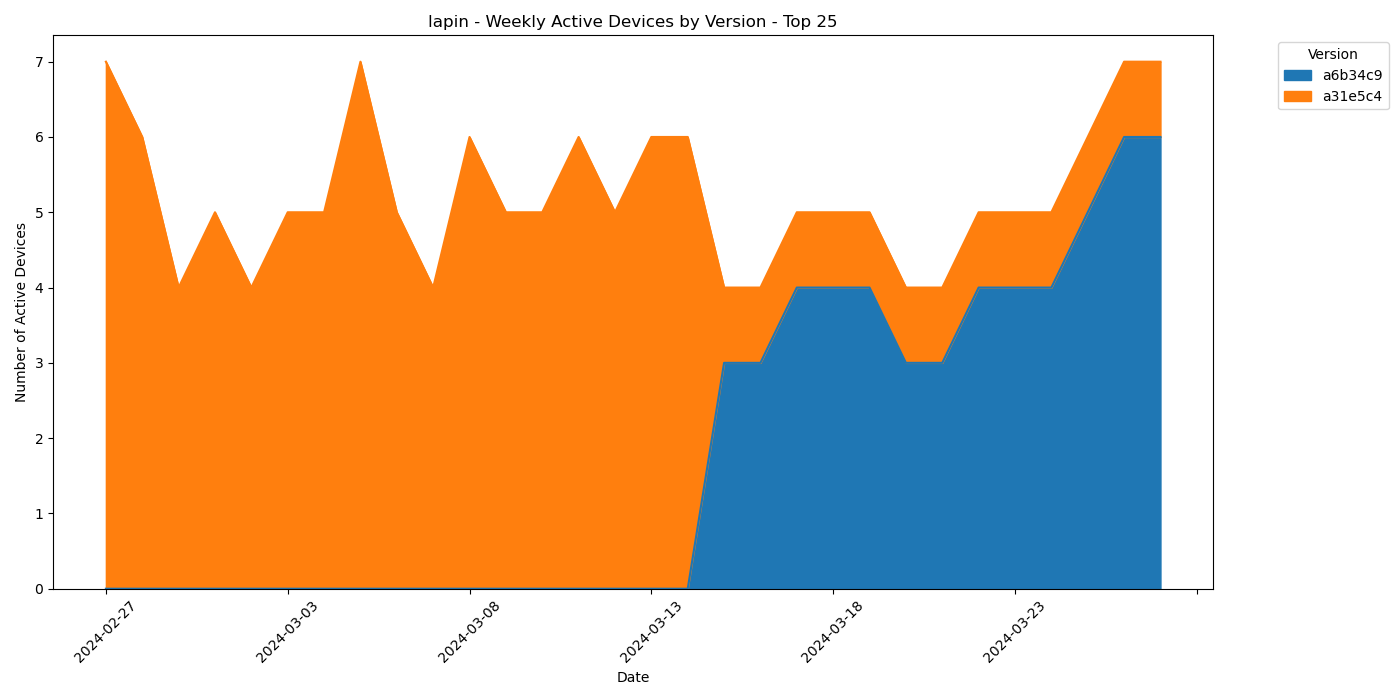 lapin - Weekly Active Devices by Version - Top 25
Number of Active Devices
7
6
5
4
3
2
1
0
2024-02-27
2024-03-03
2024-03-08
2024-03-13
2024-03-18
2024-03-23
Date
Version
a6b34c9
a31e5c4